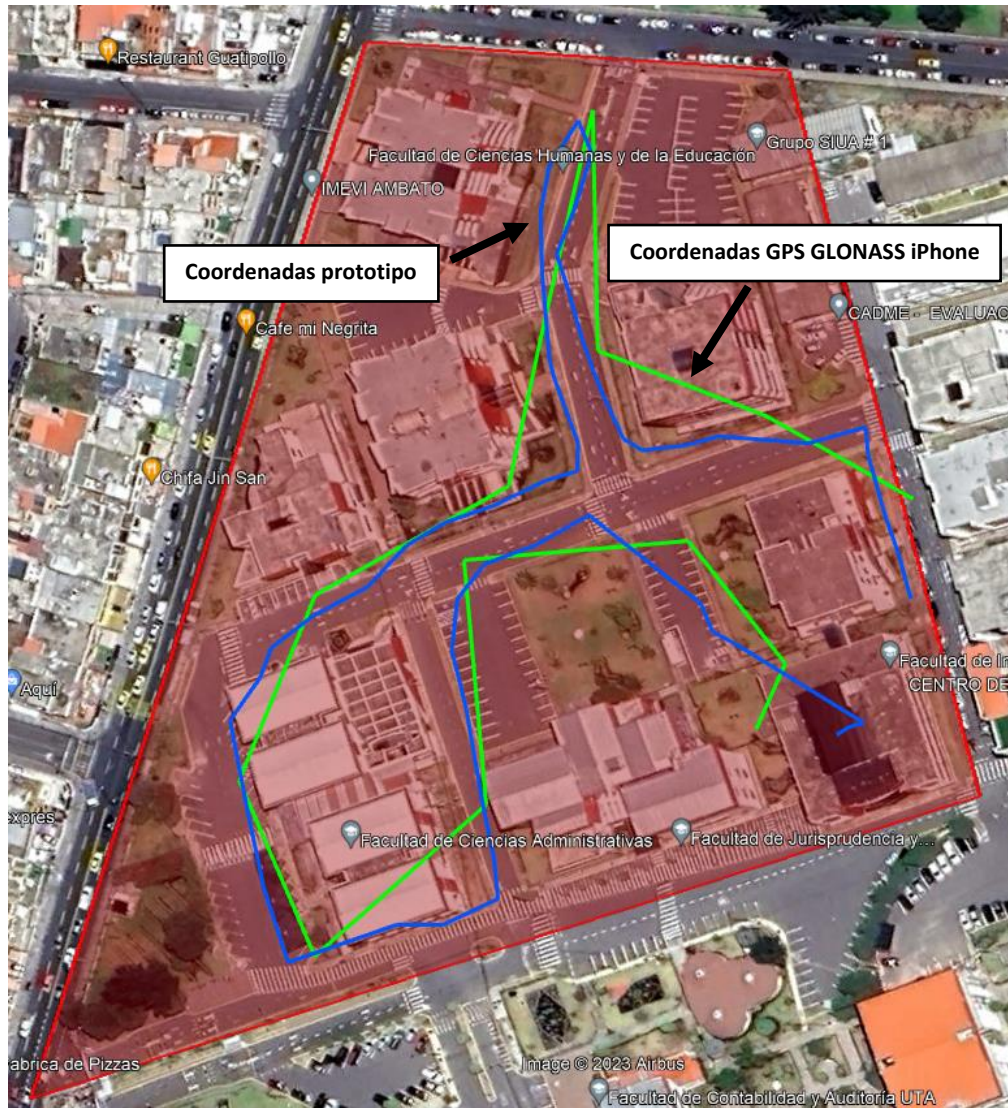 Restaurant Guatipollo
Grupo SIUA # 1
Facultad de Ciencias Humanas y de la Educación
IMEVI AMBATO
Coordenadas prototipo
Coordenadas GPS GLONASS iPhone
CADME - EVALUAC
Cafe mi Negrita
Chifa Jin San
Facultad de In
CENTRO DE
Aquí
expres
Facultad de Ciencias Administrativas
Facultad de Jurisprudencia y...
abrica de Pizzas
Image © 2023 Airbus
Facultad de Contabilidad y Auditoría UTA